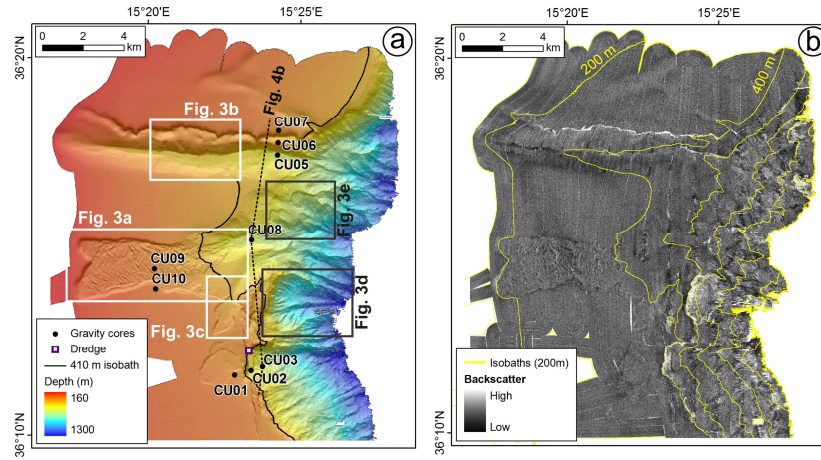 15°20'E
15°25'E
0
2
4
km
a
36°20'N
Fig. 4b
Fig. 3b
CU07
CU06
CU05
Fig. 3e
Fig. 3a
CU08
CU09
CU10
Fig. 3d
Fig. 3c
CU03
CU02
CU01
Gravity cores
Dredge
410 m isobath
Depth (m)
160
1300
36°10'N
15°20'E
15°25'E
0
2
4
km
b
36°20'N
200 m
400 m
Isobaths (200m)
Backscatter
High
Low
36°10'N